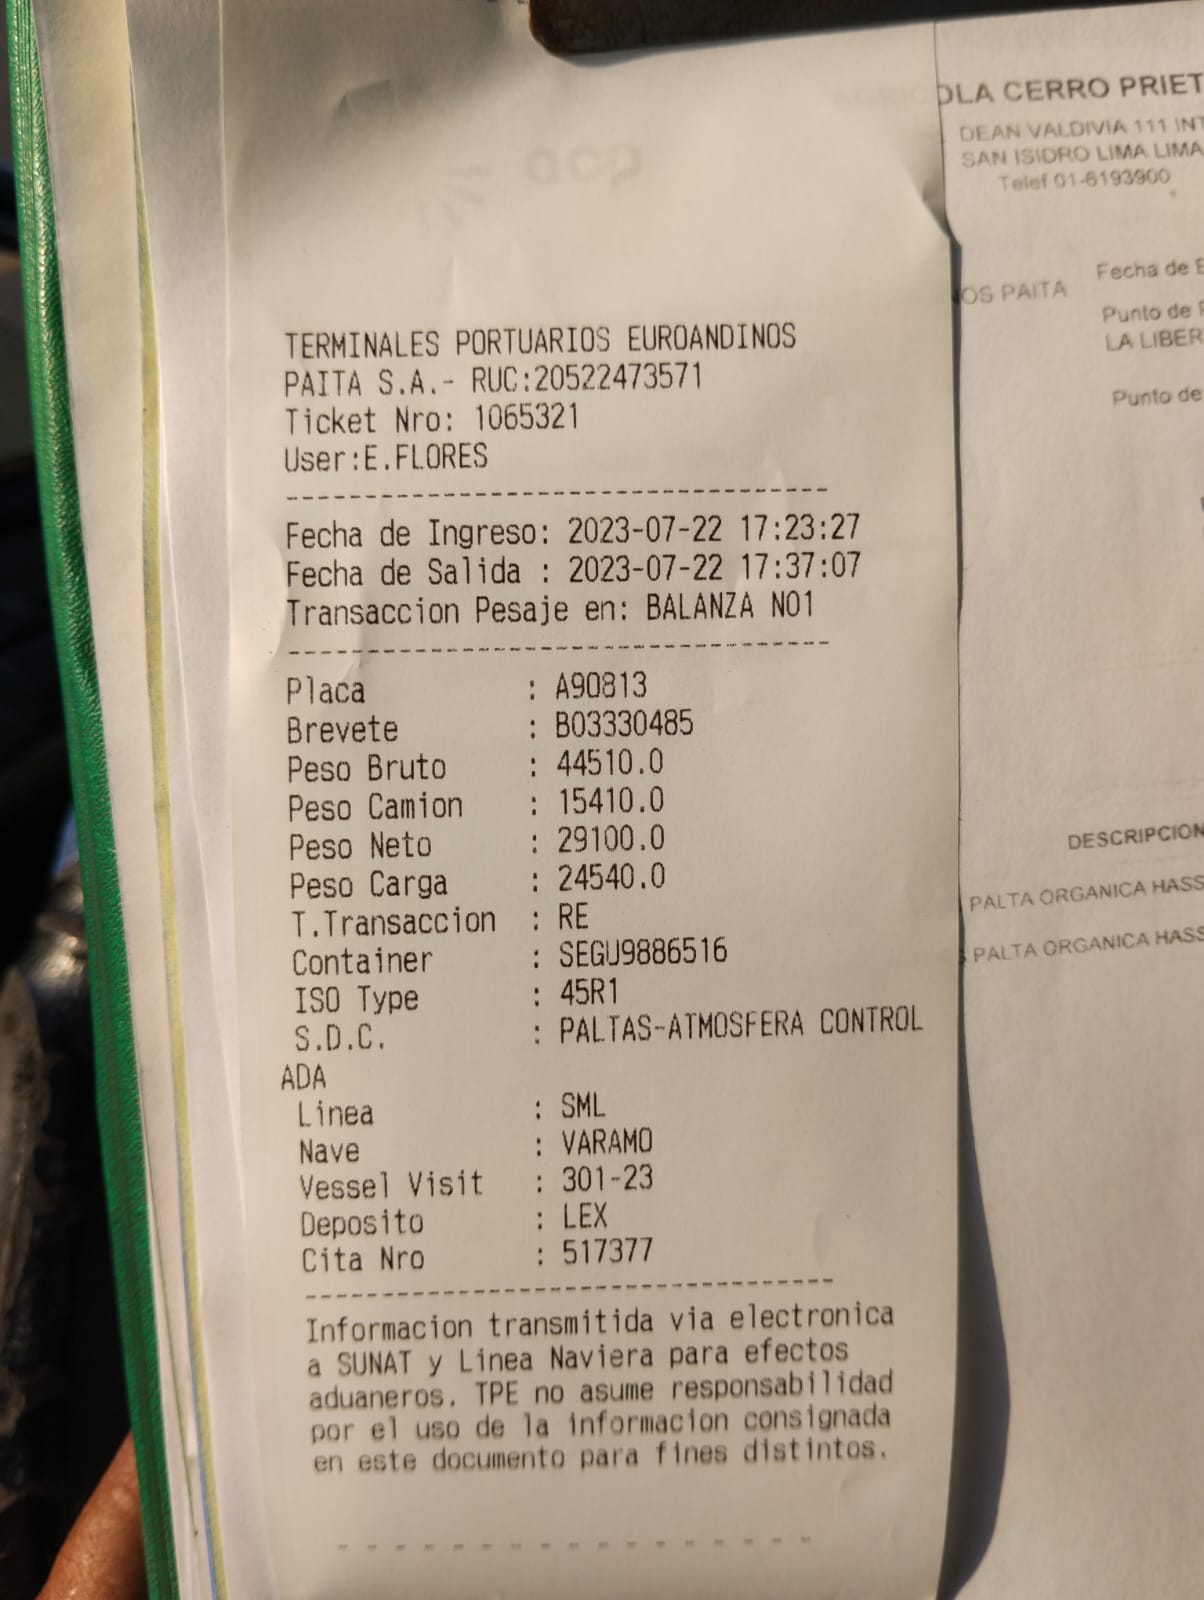 acp
TERMINALES PORTUARIOS EUROANDINOS
PAITA S.A.- RUC:20522473571
Ticket Nro: 1065321
User:E.FLORES
----------------------------------
Fecha de Ingreso: 2023-07-22 17:23:27
Fecha de Salida : 2023-07-22 17:37:07
Transaccion Pesaje en: BALANZA NO1
----------------------------------
Placa : A90813
Brevete : B03330485
Peso Bruto : 44510.0
Peso Camion : 15410.0
Peso Neto : 29100.0
Peso Carga : 24540.0
T.Transaccion : RE
Container : SEGU9886516
ISO Type : 45R1
S.D.C. : PALTAS-ATMOSFERA CONTROL
ADA
Linea : SML
Nave : VARAMO
Vessel Visit : 301-23
Deposito : LEX
Cita Nro : 517377
----------------------------------
Informacion transmitida via electronica
a SUNAT y Linea Naviera para efectos
aduaneros. TPE no asume responsabilidad
por el uso de la informacion consignada
en este documento para fines distintos.
- - - - - - - - - - - - - - - - -
OLA CERRO PRIET
DEAN VALDIVIA 111 INT
SAN ISIDRO LIMA LIMA
Telef 01-6193900
Fecha de E
OS PAITA
Punto de P
LA LIBER
Punto de
DESCRIPCION
PALTA ORGANICA HASS
PALTA ORGANICA HASS